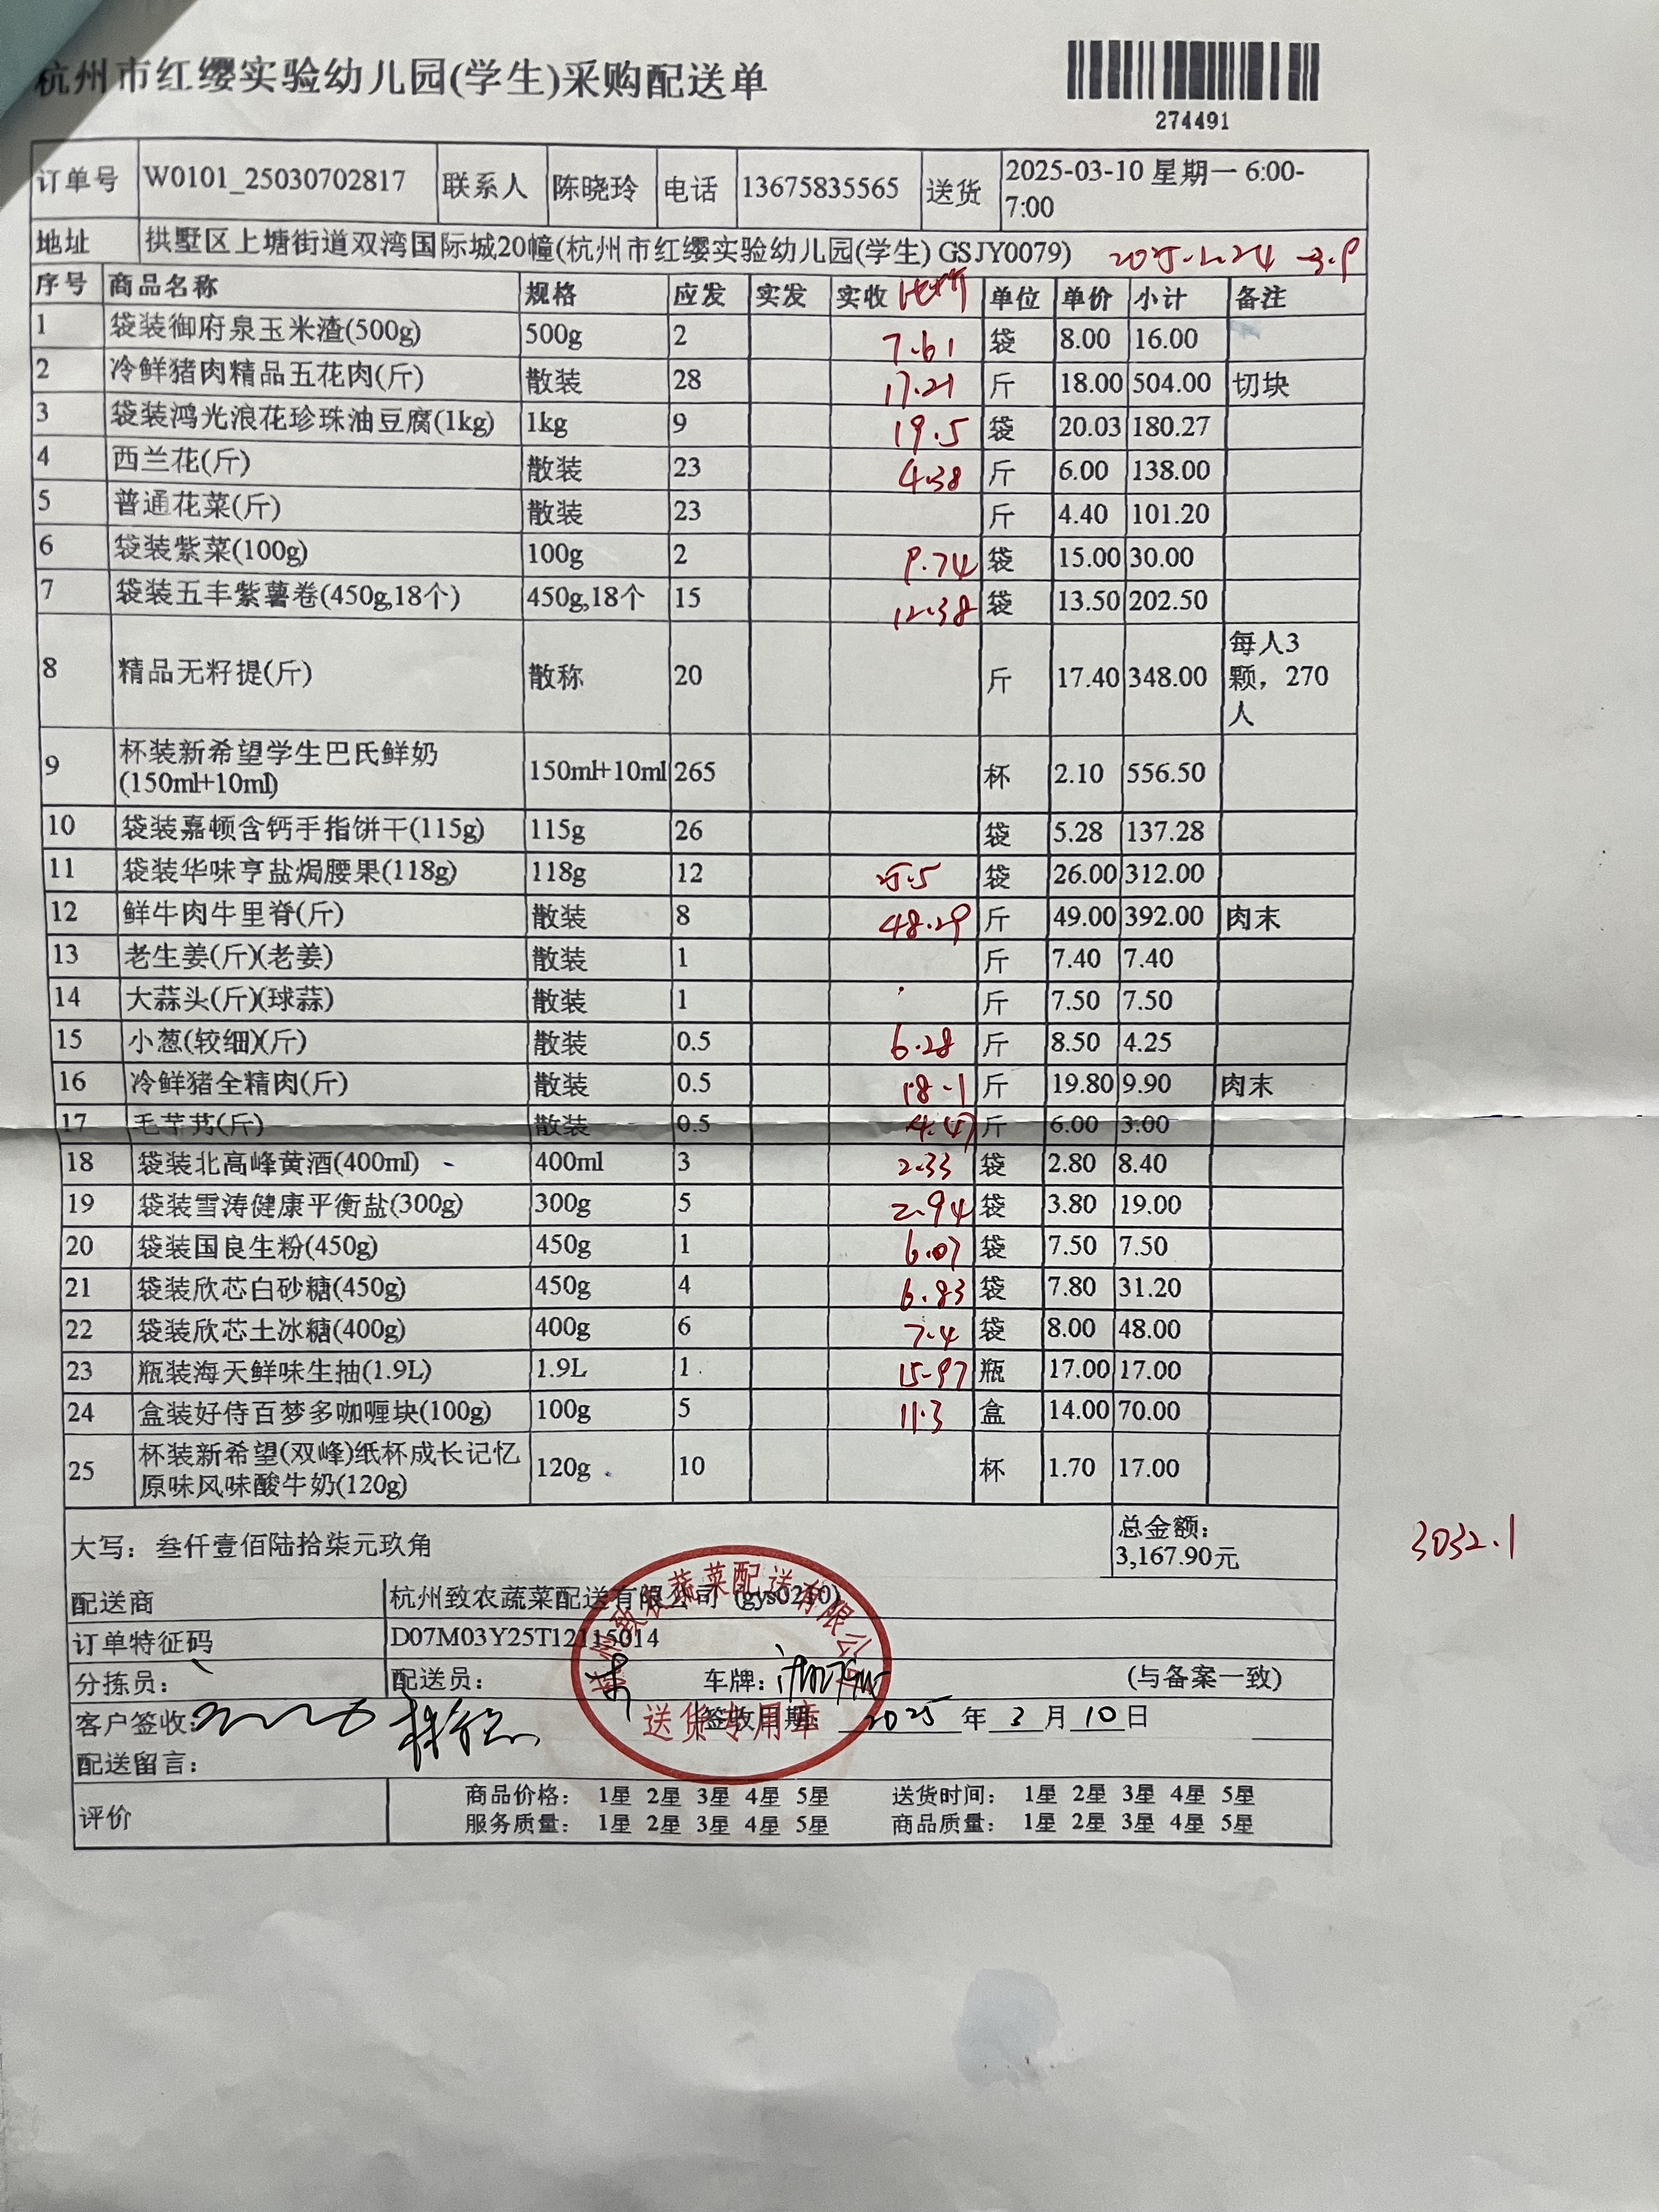 杭州市红缨实验幼儿园(学生)采购配送单
274491
订单号 W0101_25030702817 联系人 陈晓玲 电话 13675835565 送货 2025-03-10 星期一 6:00-
7:00
地址 拱墅区上塘街道双湾国际城20幢(杭州市红缨实验幼儿园(学生) GSJY0079) 2025.2.24 -3.9
序号 商品名称 规格 应发 实发 实收 单位 单价 小计 备注
1 袋装御府泉玉米渣(500g) 500g 2 7.61 袋 8.00 16.00
2 冷鲜猪肉精品五花肉(斤) 散装 28 17.21 斤 18.00 504.00 切块
3 袋装鸿光浪花珍珠油豆腐(1kg) 1kg 9 19.5 袋 20.03 180.27
4 西兰花(斤) 散装 23 4.38 斤 6.00 138.00
5 普通花菜(斤) 散装 23 斤 4.40 101.20
6 袋装紫菜(100g) 100g 2 9.74 袋 15.00 30.00
7 袋装五丰紫薯卷(450g,18个) 450g,18个 15 12.38 袋 13.50 202.50
8 精品无籽提(斤) 散称 20 斤 17.40 348.00 每人3
颗，270
人
9 杯装新希望学生巴氏鲜奶
(150ml+10ml) 150ml+10ml 265 杯 2.10 556.50
10 袋装嘉顿含钙手指饼干(115g) 115g 26 袋 5.28 137.28
11 袋装华味亨盐焗腰果(118g) 118g 12 袋 26.00 312.00
12 鲜牛肉牛里脊(斤) 散装 8 48.29 斤 49.00 392.00 肉末
13 老生姜(斤)(老姜) 散装 1 斤 7.40 7.40
14 大蒜头(斤)(球蒜) 散装 1 斤 7.50 7.50
15 小葱(较细)(斤) 散装 0.5 6.28 斤 8.50 4.25
16 冷鲜猪全精肉(斤) 散装 0.5 18.1 斤 19.80 9.90 肉末
17 毛芋艿(斤) 散装 0.5 4.47 斤 6.00 3.00
18 袋装北高峰黄酒(400ml) 400ml 3 2.33 袋 2.80 8.40
19 袋装雪涛健康平衡盐(300g) 300g 5 2.94 袋 3.80 19.00
20 袋装国良生粉(450g) 450g 1 6.07 袋 7.50 7.50
21 袋装欣芯白砂糖(450g) 450g 4 6.83 袋 7.80 31.20
22 袋装欣芯土冰糖(400g) 400g 6 7.4 袋 8.00 48.00
23 瓶装海天鲜味生抽(1.9L) 1.9L 1 15.97 瓶 17.00 17.00
24 盒装好侍百梦多咖喱块(100g) 100g 5 11.3 盒 14.00 70.00
25 杯装新希望(双峰)纸杯成长记忆
原味风味酸牛奶(120g) 120g 10 杯 1.70 17.00
大写：叁仟壹佰陆拾柒元玖角 总金额：
3,167.90元 3032.1
配送商 杭州致农蔬菜配送有限公司 (gys0210)
订单特征码 D07M03Y25T12115014
分拣员： 配送员： 车牌： (与备案一致)
客户签收： 签收日期： 2025 年 3 月 10 日
杭州致农蔬菜配送有限公司
送货专用章
配送留言：
评价 商品价格： 1星 2星 3星 4星 5星 送货时间： 1星 2星 3星 4星 5星
服务质量： 1星 2星 3星 4星 5星 商品质量： 1星 2星 3星 4星 5星